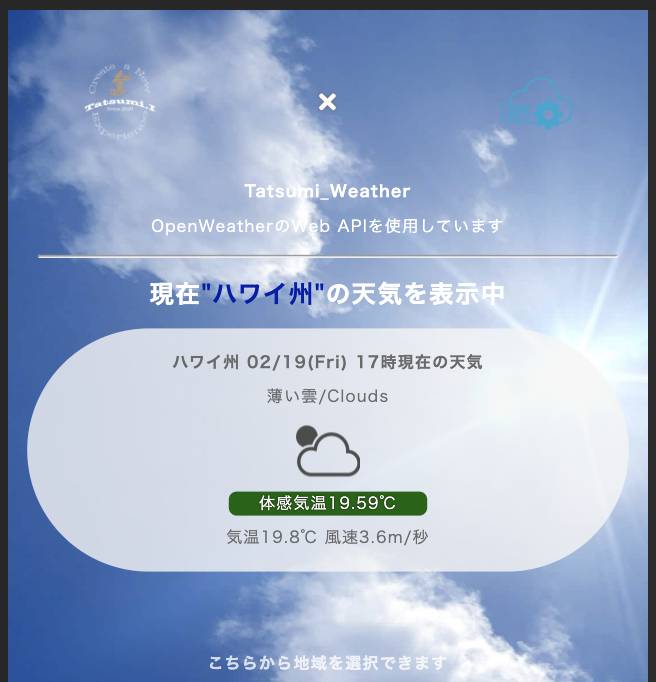 Create a New
Tatsumi.I
Experience
Tatsumi_Weather
OpenWeatherのWeb APIを使用しています
現在"ハワイ州"の天気を表示中
ハワイ州 02/19(Fri) 17時現在の天気
薄い雲/Clouds
体感気温19.59℃
気温19.8℃ 風速3.6m/秒
こちらから地域を選択できます